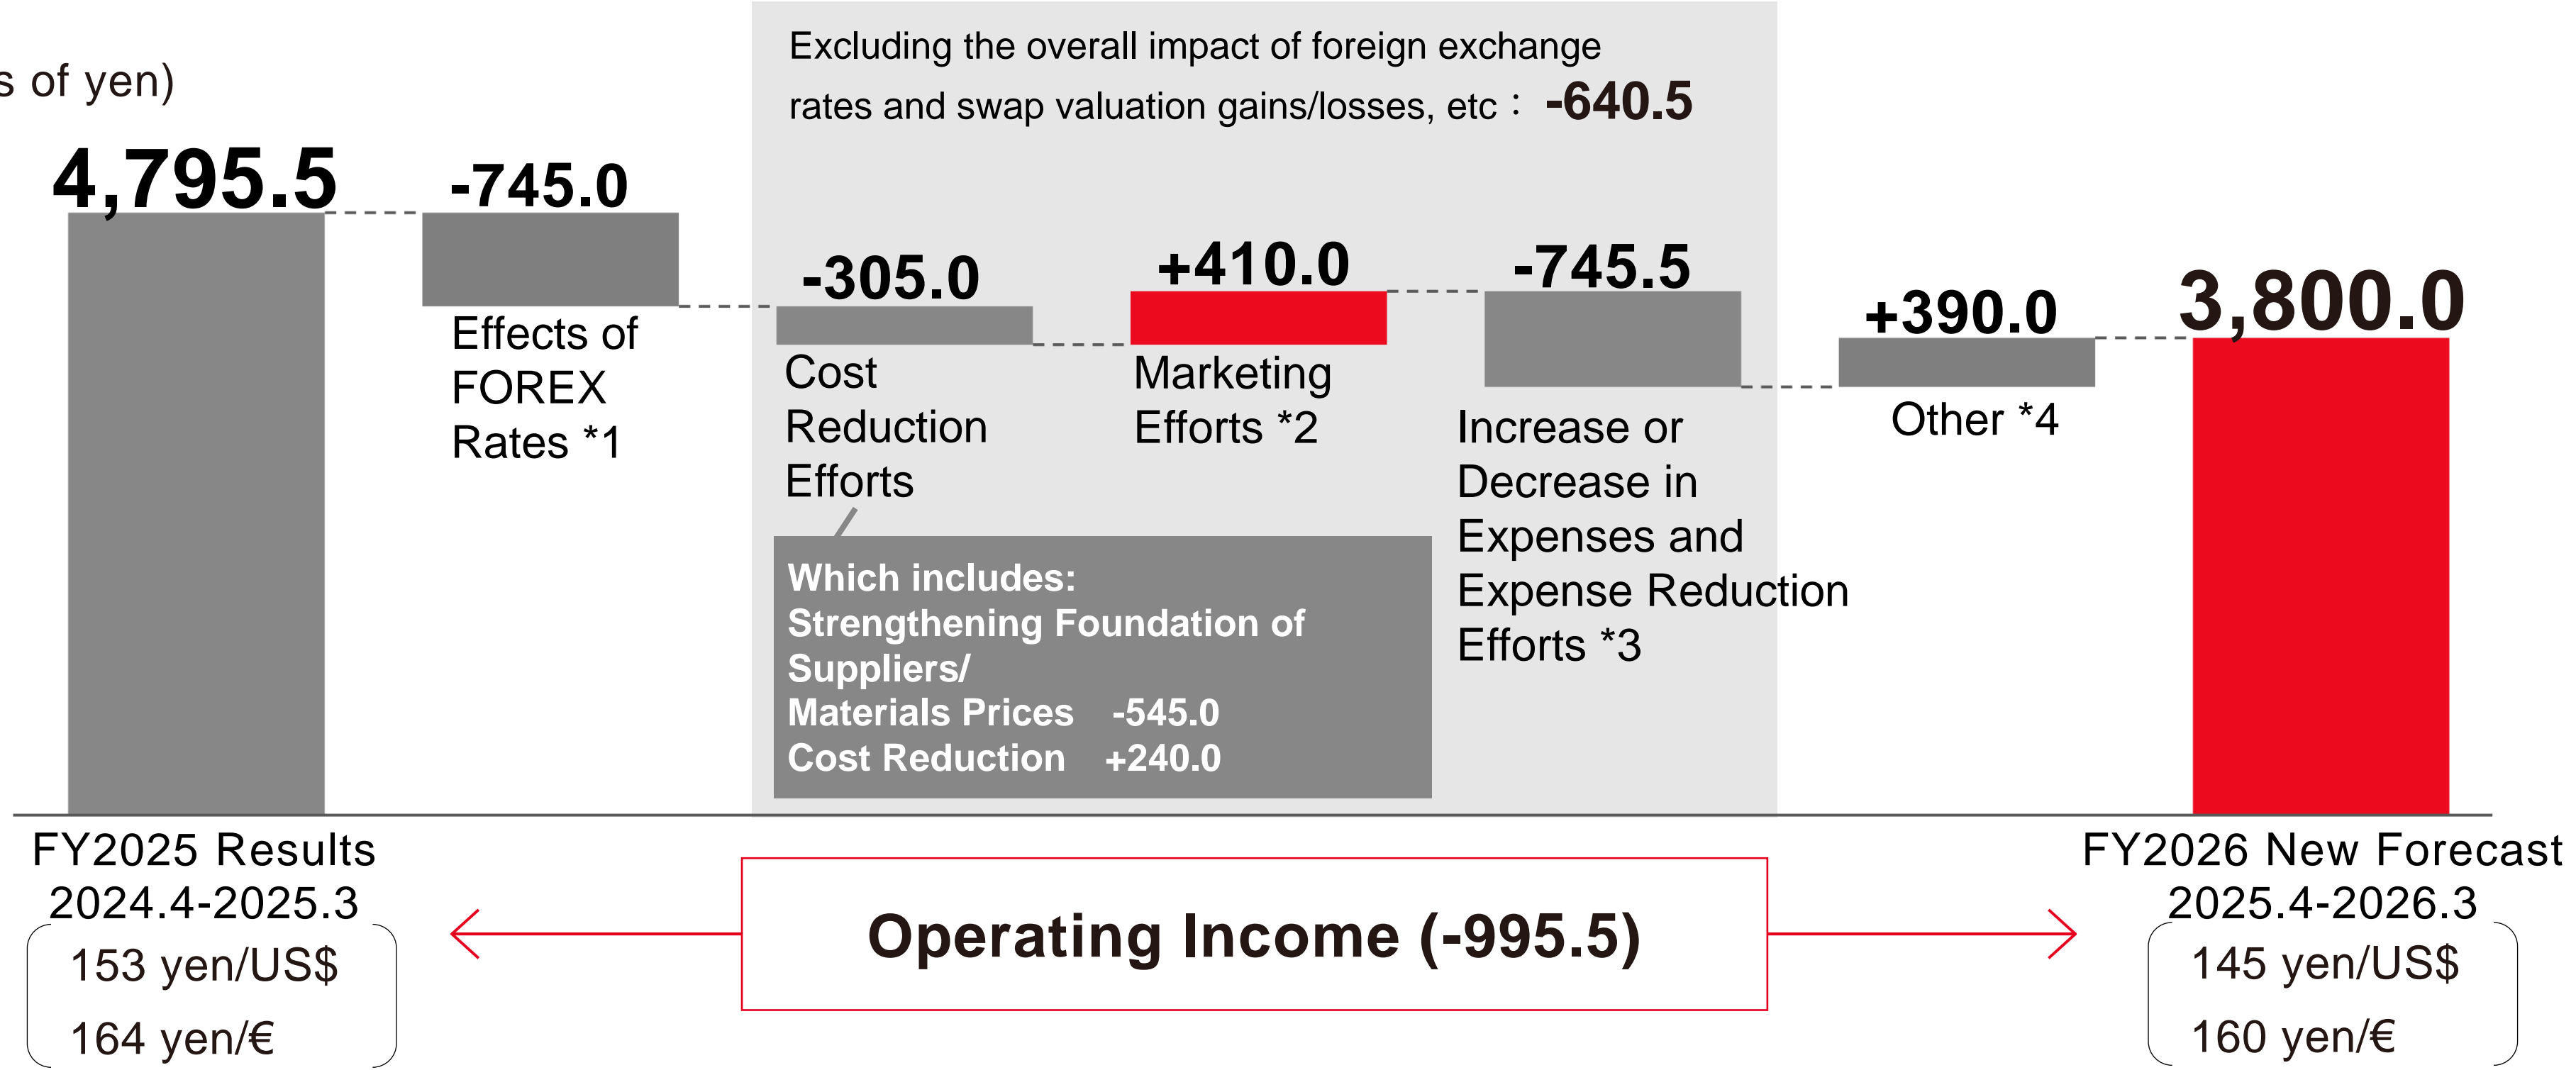 s of yen)
Excluding the overall impact of foreign exchange
rates and swap valuation gains/losses, etc： -640.5
4,795.5
-745.0
-305.0
+410.0
-745.5
+390.0
3,800.0
Effects of
FOREX
Rates *1
Cost
Reduction
Efforts
Marketing
Efforts *2
Increase or
Decrease in
Expenses and
Expense Reduction
Efforts *3
Other *4
Which includes:
Strengthening Foundation of
Suppliers/
Materials Prices -545.0
Cost Reduction +240.0
FY2025 Results
2024.4-2025.3
153 yen/US$
164 yen/€
Operating Income (-995.5)
FY2026 New Forecast
2025.4-2026.3
145 yen/US$
160 yen/€